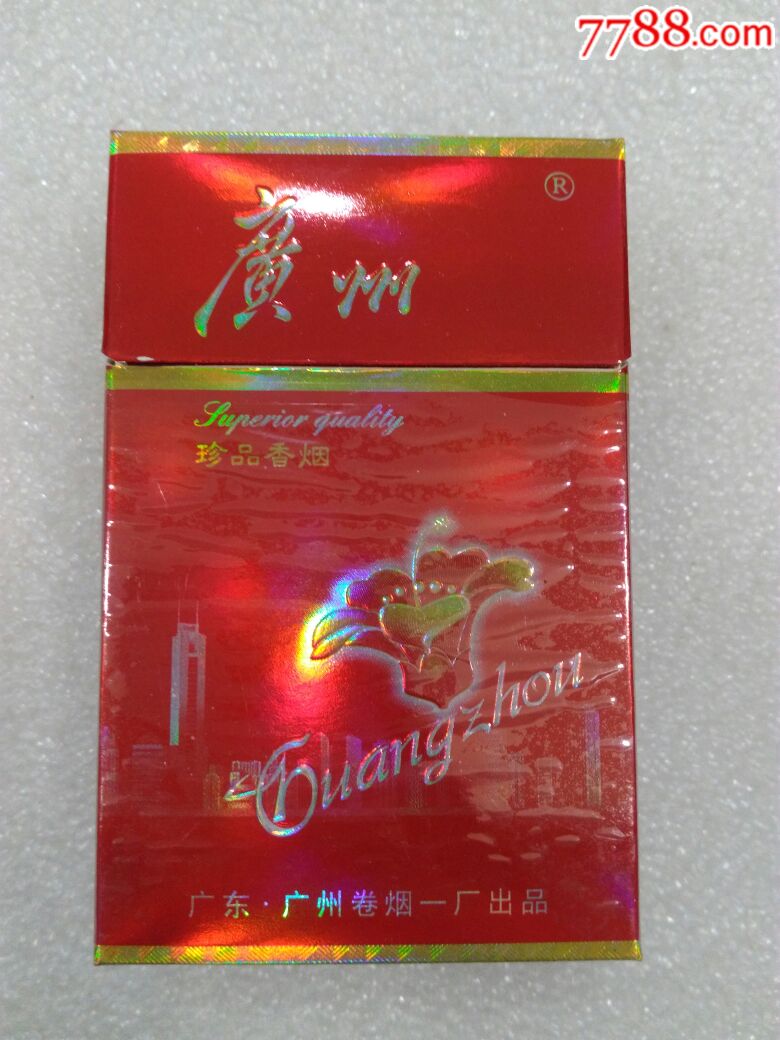 7788.com
廣州
®
Superior quality
珍品香烟
Guangzhou
广东·广州卷烟一厂出品